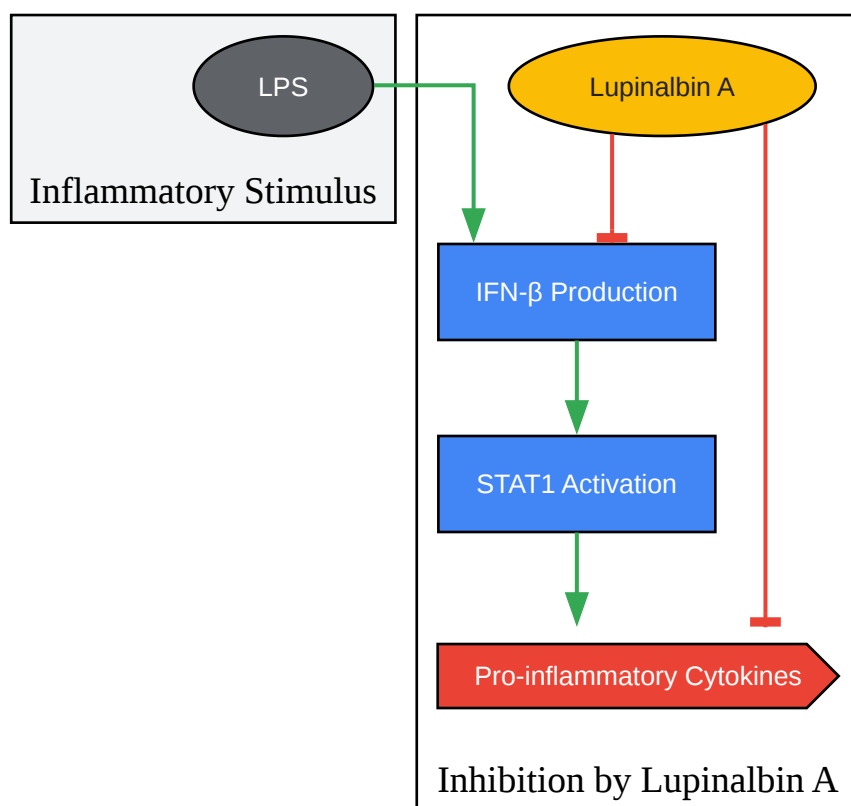 LPS
Lupinalbin A
Inflammatory Stimulus
IFN-β Production
STAT1 Activation
Pro-inflammatory Cytokines
Inhibition by Lupinalbin A